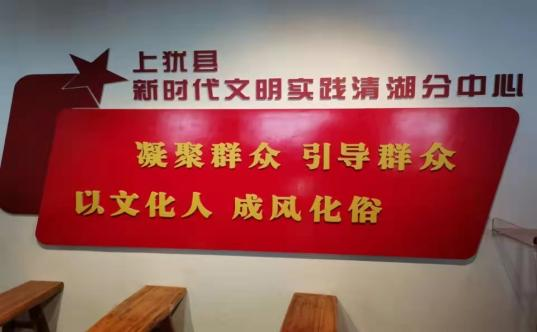 上犹县
新时代文明实践清湖分中心
凝聚群众 引导群众
以文化人 成风化俗